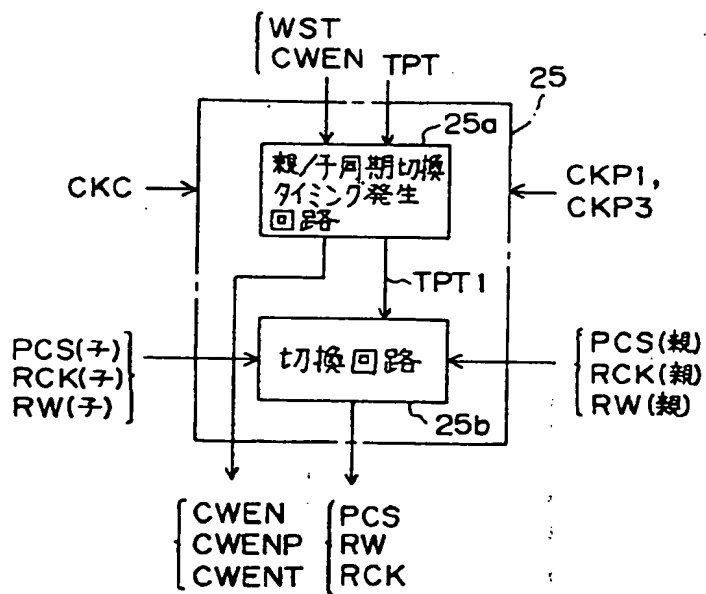 WST
CWEN
TPT
25
25a
親/子同期切換
タイミング発生
回路
CKC
CKP1,
CKP3
TPT1
PCS(子)
RCK(子)
RW(子)
切換回路
PCS(親)
RCK(親)
RW(親)
25b
CWEN
CWENP
CWENT
PCS
RW
RCK